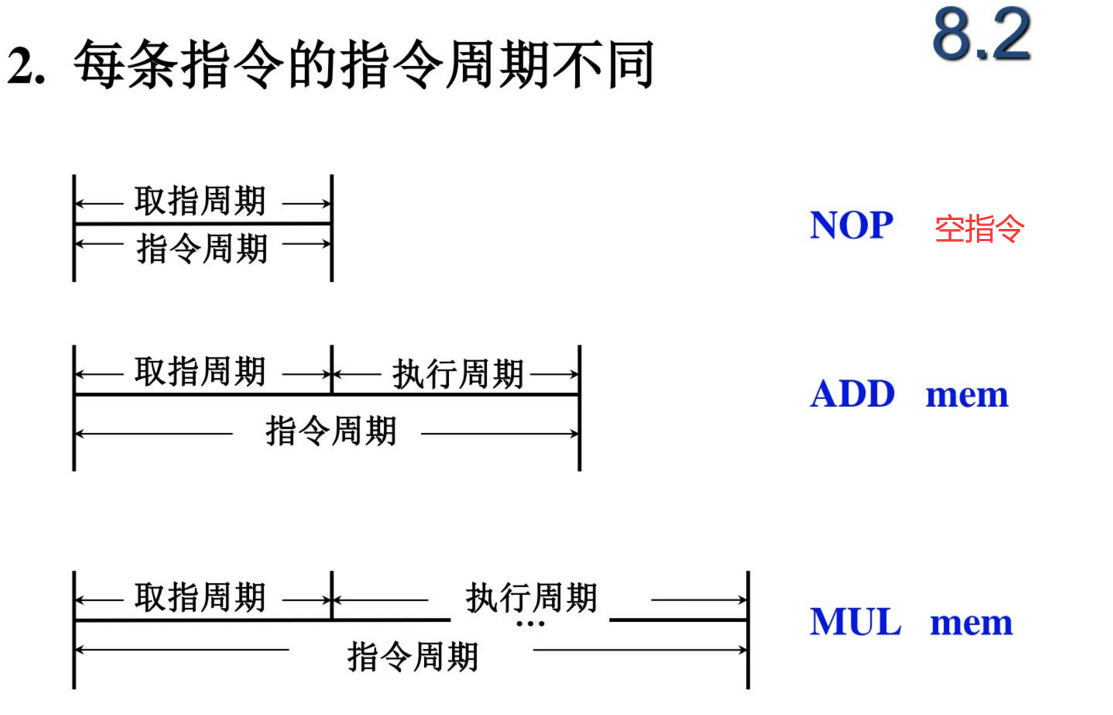 8.2
2. 每条指令的指令周期不同
取指周期
指令周期
NOP 空指令
取指周期 执行周期
指令周期
ADD mem
取指周期 执行周期
…
指令周期
MUL mem